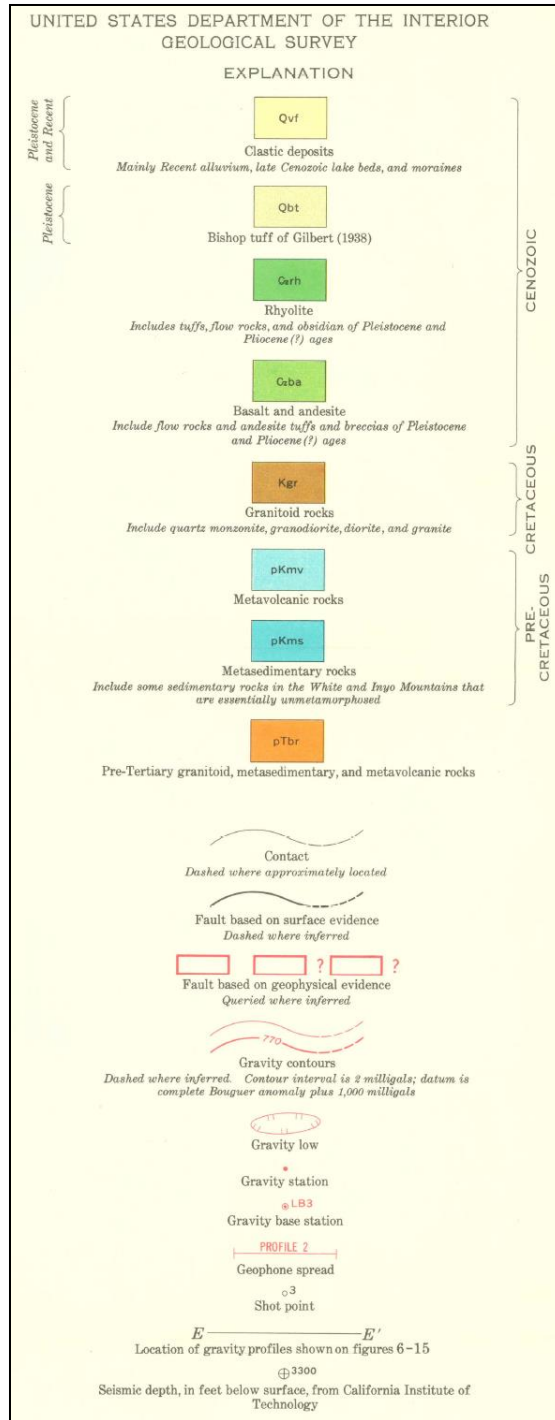 UNITED STATES DEPARTMENT OF THE INTERIOR
GEOLOGICAL SURVEY
EXPLANATION
Pleistocene
and Recent
Qvf
Clastic deposits
Mainly Recent alluvium, late Cenozoic lake beds, and moraines
Pleistocene
Qbt
Bishop tuff of Gilbert (1938)
Rhyolite
Includes tuffs, flow rocks, and obsidian of Pleistocene and
Pliocene (?) ages
Basalt and andesite
Include flow rocks and andesite tuffs and breccias of Pleistocene
and Pliocene (?) ages
CENOZOIC
Kgr
Granitoid rocks
Include quartz monzonite, granodiorite, diorite, and granite
CRETACEOUS
pKmv
Metavolcanic rocks
pKms
Metasedimentary rocks
Include some sedimentary rocks in the White and Inyo Mountains that
are essentially unmetamorphosed
PRE-
CRETACEOUS
pTbr
Pre-Tertiary granitoid, metasedimentary, and metavolcanic rocks
Contact
Dashed where approximately located
Fault based on surface evidence
Dashed where inferred
? ?
Fault based on geophysical evidence
Queried where inferred
770
Gravity contours
Dashed where inferred. Contour interval is 2 milligals; datum is
complete Bouguer anomaly plus 1,000 milligals
Gravity low
Gravity station
LB3
Gravity base station
PROFILE 2
Geophone spread
3
Shot point
E E'
Location of gravity profiles shown on figures 6-15
3300
Seismic depth, in feet below surface, from California Institute of
Technology